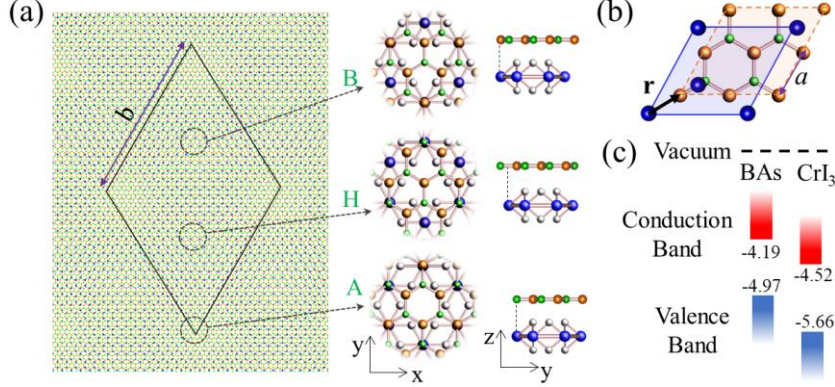 (a)
b
B
H
A
y
x
z
y
(b)
r
a
(c)
Vacuum
BAs
CrI3
Conduction
Band
-4.19
-4.52
-4.97
-5.66
Valence
Band